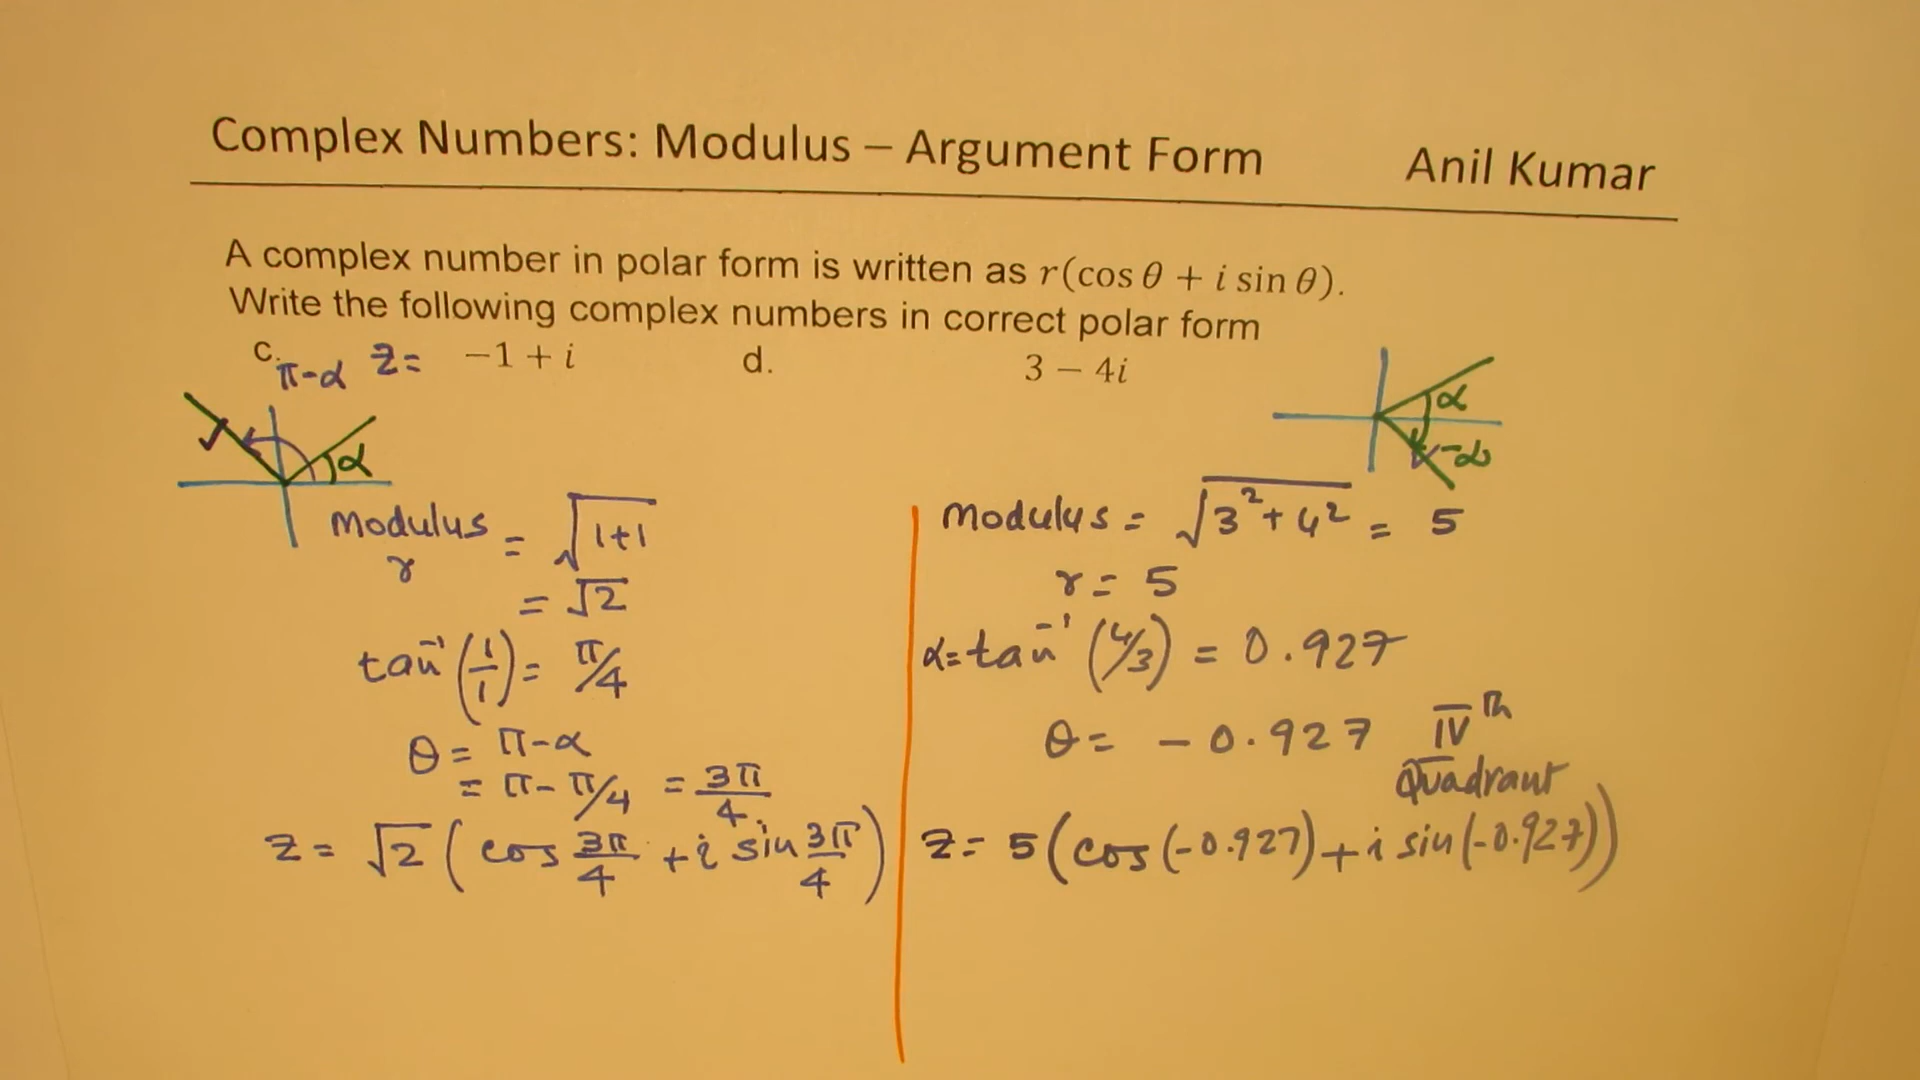 Complex Numbers: Modulus – Argument Form Anil Kumar
A complex number in polar form is written as r(cos θ + i sin θ).
Write the following complex numbers in correct polar form
c. π-α z = −1 + i d. 3 − 4i
α
α
-α
Modulus = √1+1
r
= √2
tan⁻¹(1/1) = π/4
θ = π-α
= π - π/4 = 3π/4
z = √2 (cos 3π/4 + i sin 3π/4)
modulus = √3² + 4² = 5
r = 5
α = tan⁻¹(4/3) = 0.927
θ = -0.927 IVth
Quadrant
z = 5(cos(-0.927) + i sin(-0.927))